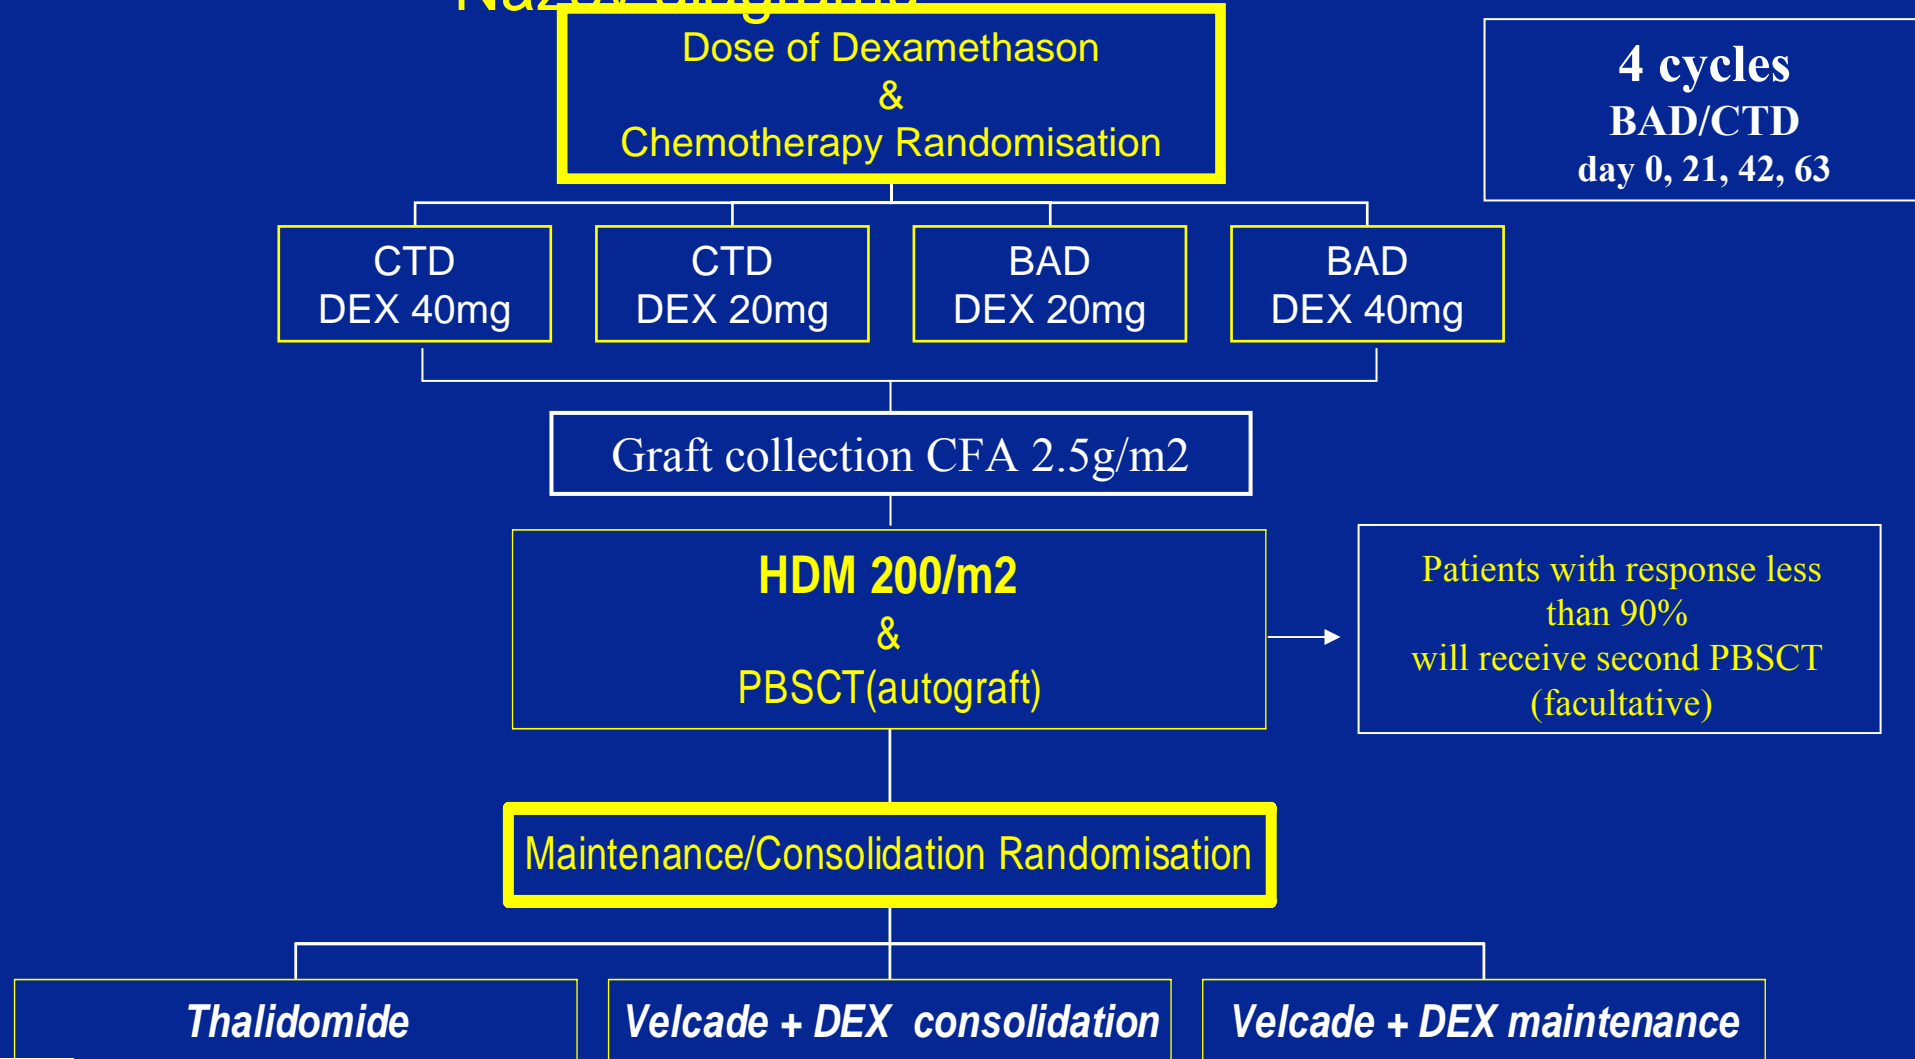 Dose of Dexamethason
&
Chemotherapy Randomisation
4 cycles
BAD/CTD
day 0, 21, 42, 63
CTD
DEX 40mg
CTD
DEX 20mg
BAD
DEX 20mg
BAD
DEX 40mg
Graft collection CFA 2.5g/m2
HDM 200/m2
&
PBSCT(autograft)
Patients with response less
than 90%
will receive second PBSCT
(facultative)
Maintenance/Consolidation Randomisation
Thalidomide
Velcade + DEX consolidation
Velcade + DEX maintenance